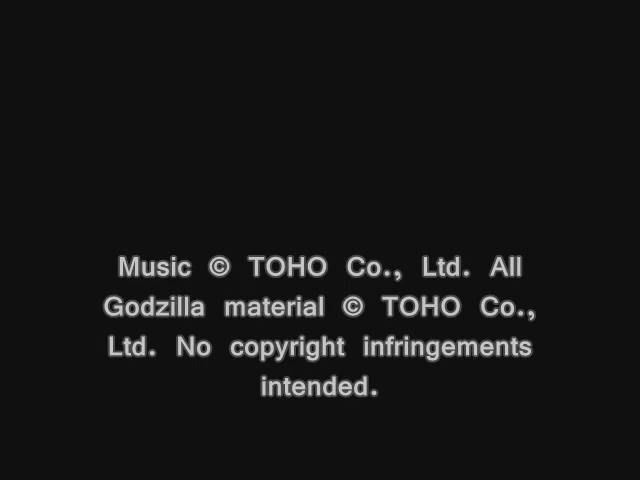 Music © TOHO Co., Ltd. All
Godzilla material © TOHO Co.,
Ltd. No copyright infringements
intended.